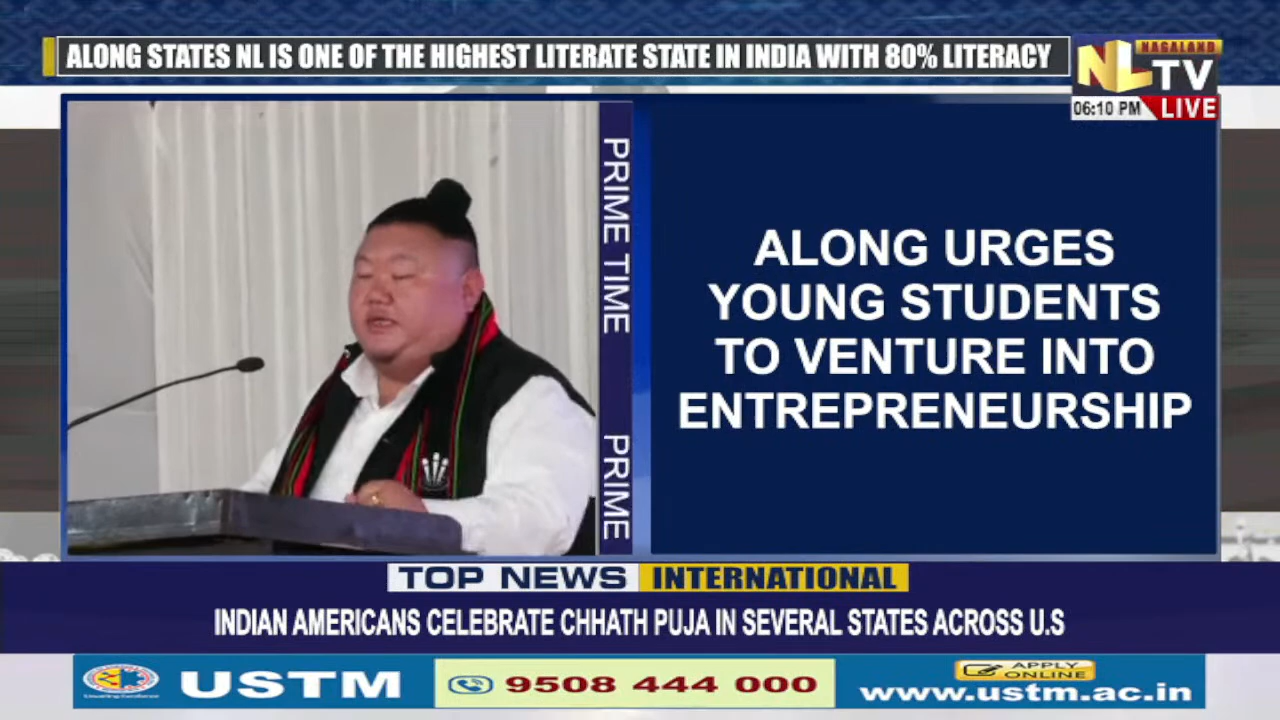 ALONG STATES NL IS ONE OF THE HIGHEST LITERATE STATE IN INDIA WITH 80% LITERACY
NAGALAND
NLTV
06:10 PM LIVE
PRIME TIME
PRIME
ALONG URGES
YOUNG STUDENTS
TO VENTURE INTO
ENTREPRENEURSHIP
TOP NEWS INTERNATIONAL
INDIAN AMERICANS CELEBRATE CHHATH PUJA IN SEVERAL STATES ACROSS U.S
USTM
9508 444 000
APPLY
ONLINE
www.ustm.ac.in